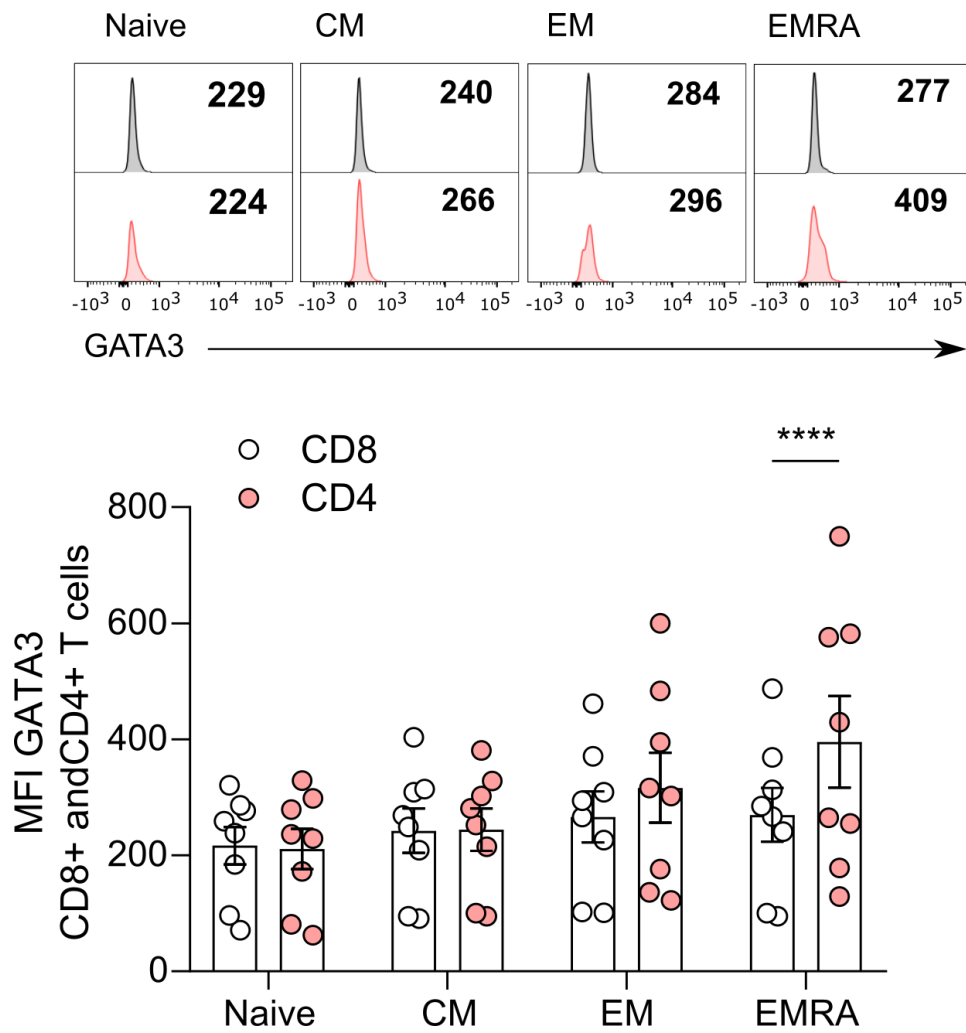 Naive CM EM EMRA
229 240 284 277
224 266 296 409
-10³ 0 10³ 10⁴ 10⁵ -10³ 0 10³ 10⁴ 10⁵ -10³ 0 10³ 10⁴ 10⁵ -10³ 0 10³ 10⁴ 10⁵
GATA3
CD8
CD4
****
MFI GATA3
CD8+ andCD4+ T cells
800
600
400
200
0
Naive CM EM EMRA